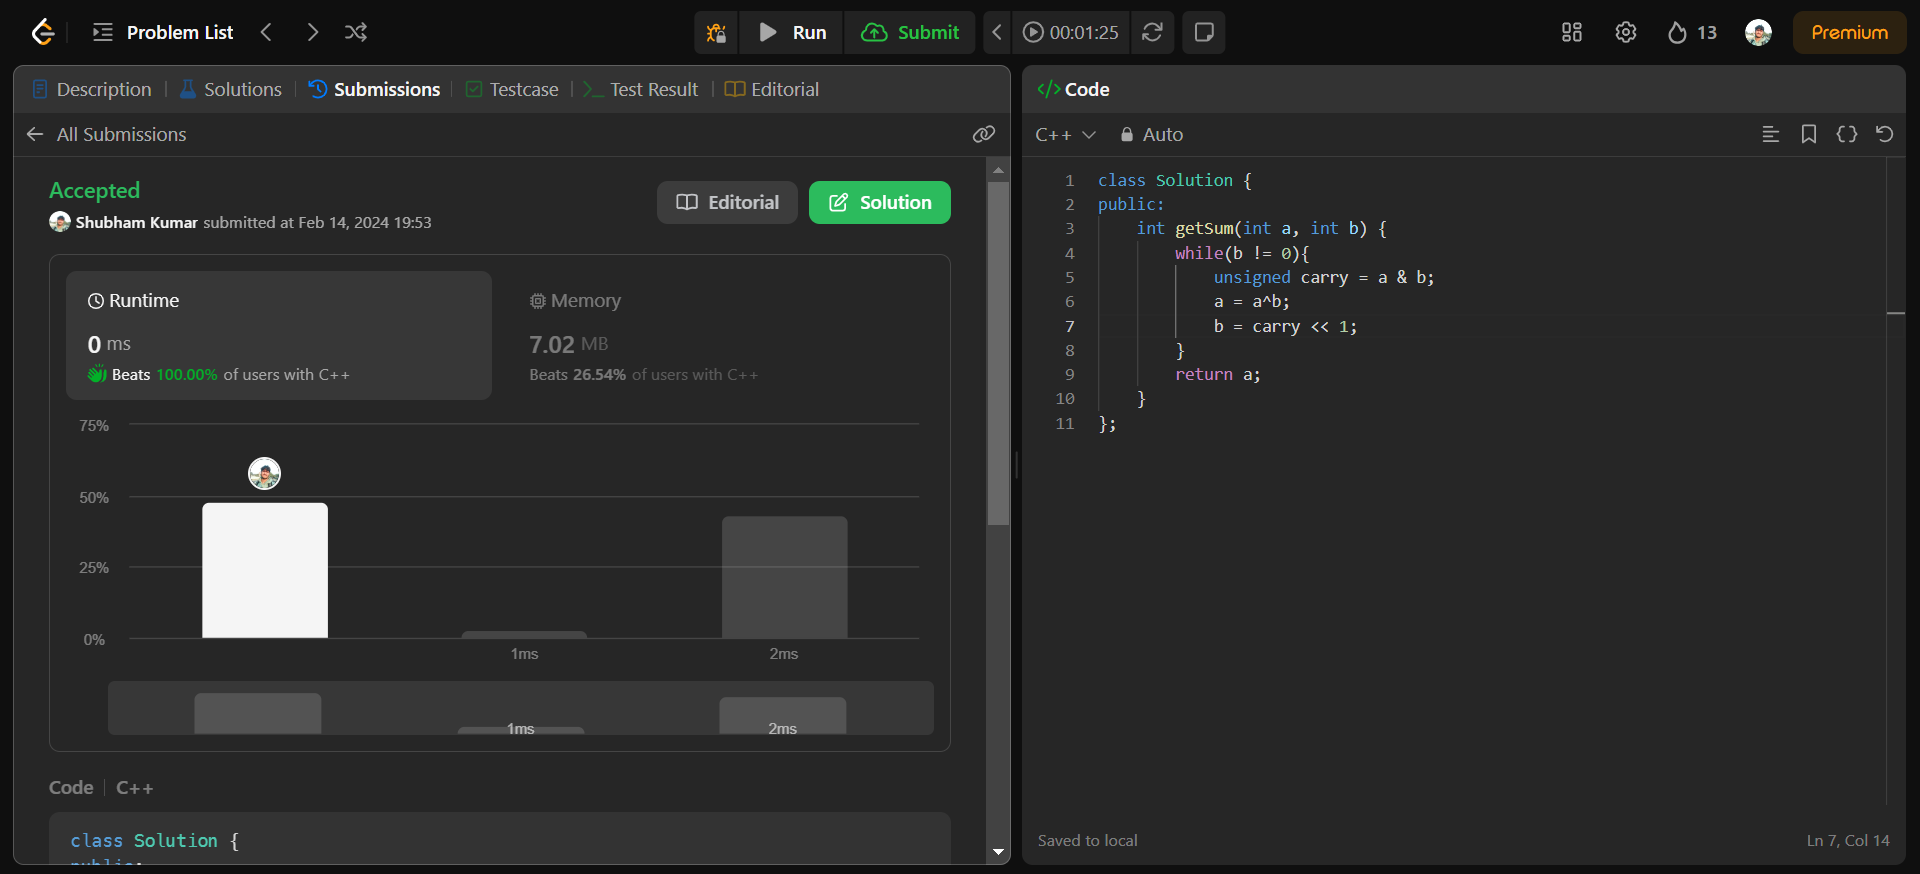 Problem List
Run
Submit
00:01:25
13
Premium
Description
Solutions
Submissions
Testcase
Test Result
Editorial
All Submissions
Accepted
Shubham Kumar submitted at Feb 14, 2024 19:53
Editorial
Solution
Runtime
0 ms
Beats 100.00% of users with C++
Memory
7.02 MB
Beats 26.54% of users with C++
75%
50%
25%
0%
1ms
2ms
1ms
2ms
Code
C++
class Solution {
public:
</> Code
C++
Auto
1 class Solution {
2 public:
3     int getSum(int a, int b) {
4         while(b != 0){
5             unsigned carry = a & b;
6             a = a^b;
7             b = carry << 1;
8         }
9         return a;
10     }
11 };
Saved to local
Ln 7, Col 14